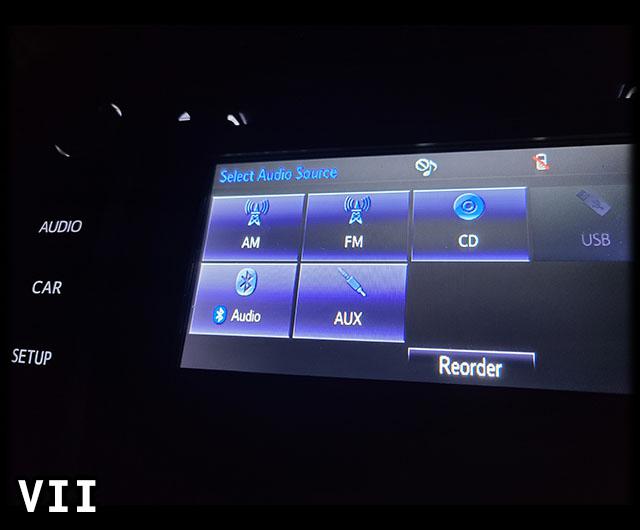 Select Audio Source
AUDIO
AM FM CD USB
CAR
Audio AUX
SETUP
Reorder
VII